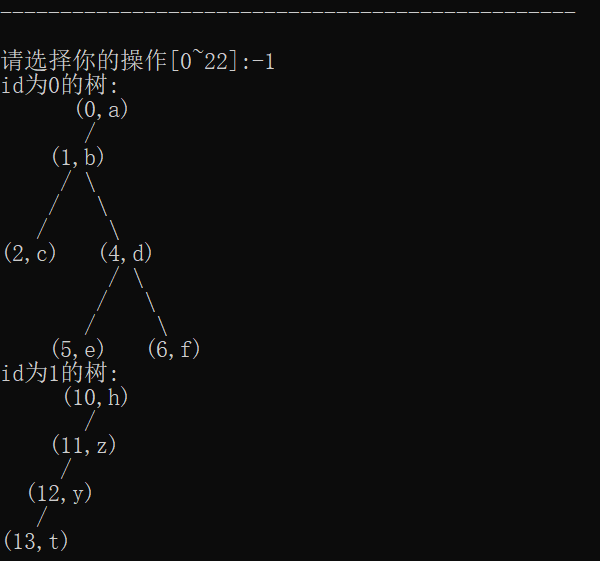 ------------------------------------------------
请选择你的操作[0~22]:-1
id为0的树:
(0,a)
/
(1,b)
/ \
/ \
/ \
(2,c) (4,d)
/ \
/ \
/ \
(5,e) (6,f)
id为1的树:
(10,h)
/
(11,z)
/
(12,y)
/
(13,t)